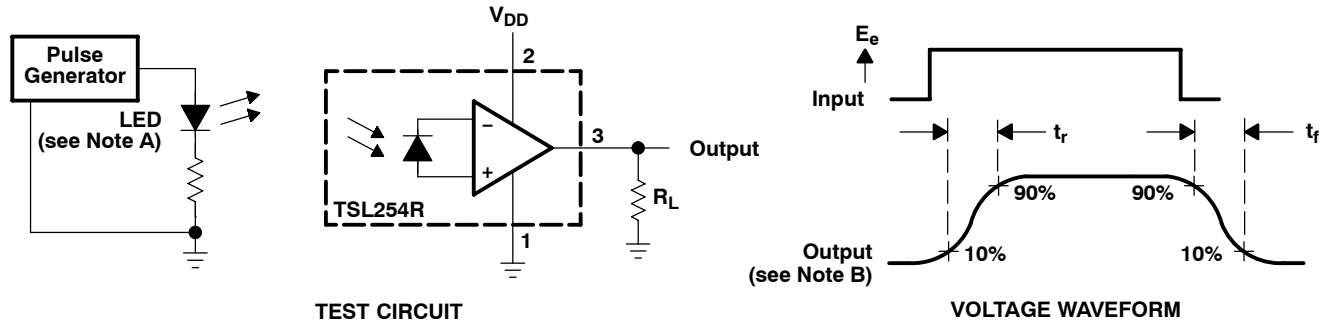 Pulse
Generator
LED
(see Note A)
V_DD
2
−
+
3
Output
R_L
TSL254R
1
TEST CIRCUIT
E_e
Input
t_r
t_f
90%
90%
Output
(see Note B)
10%
10%
VOLTAGE WAVEFORM